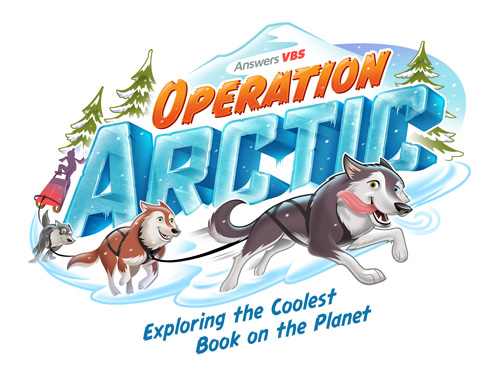 Answers VBS
OPERATION
ARCTIC
Exploring the Coolest
Book on the Planet